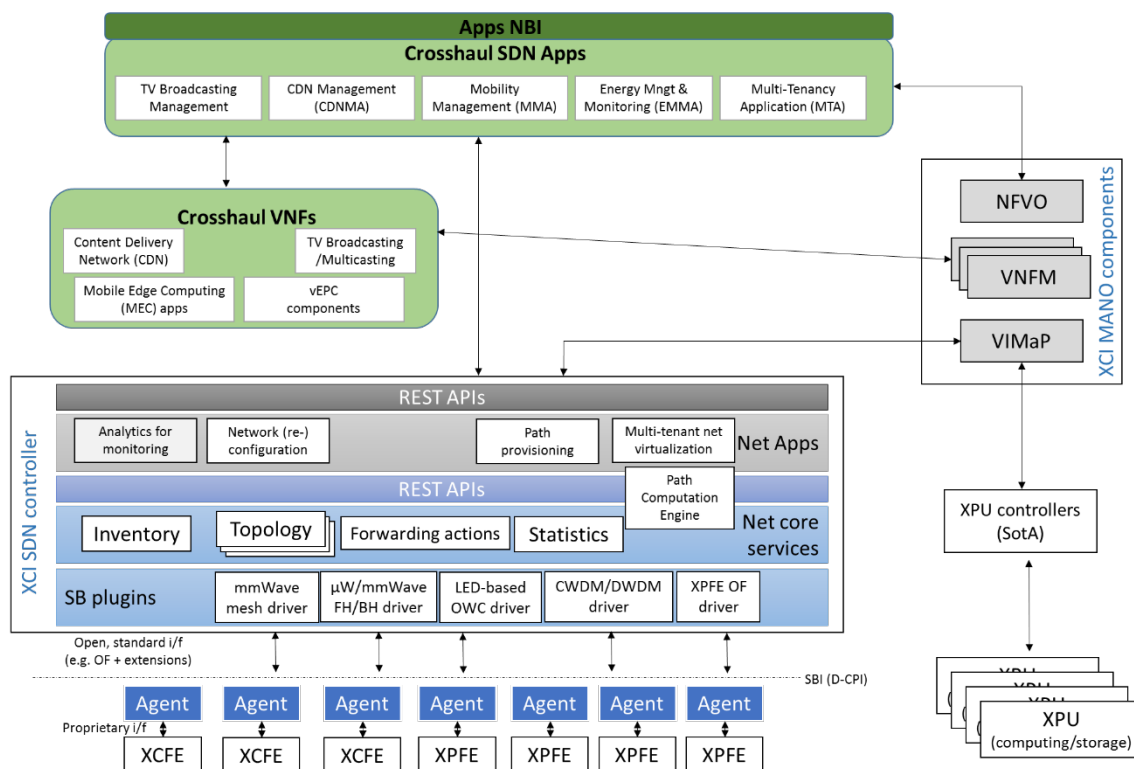 Apps NBI
Crosshaul SDN Apps
TV Broadcasting
Management
CDN Management
(CDNMA)
Mobility
Management (MMA)
Energy Mngt &
Monitoring (EMMA)
Multi-Tenancy
Application (MTA)
Crosshaul VNFs
Content Delivery
Network (CDN)
TV Broadcasting
/Multicasting
Mobile Edge Computing
(MEC) apps
vEPC
components
XCI MANO components
NFVO
VNFM
VIMaP
XCI SDN controller
REST APIs
Analytics for
monitoring
Network (re-)
configuration
Path
provisioning
Multi-tenant net
virtualization
Net Apps
REST APIs
Path
Computation
Engine
Inventory
Topology
Forwarding actions
Statistics
Net core
services
SB plugins
mmWave
mesh driver
µW/mmWave
FH/BH driver
LED-based
OWC driver
CWDM/DWDM
driver
XPFE OF
driver
XPU controllers
(SotA)
Open, standard i/f
(e.g. OF + extensions)
SBI (D-CPI)
Agent
Agent
Agent
Agent
Agent
Agent
Agent
Proprietary i/f
XCFE
XCFE
XCFE
XPFE
XPFE
XPFE
XPFE
XPU
(computing/storage)